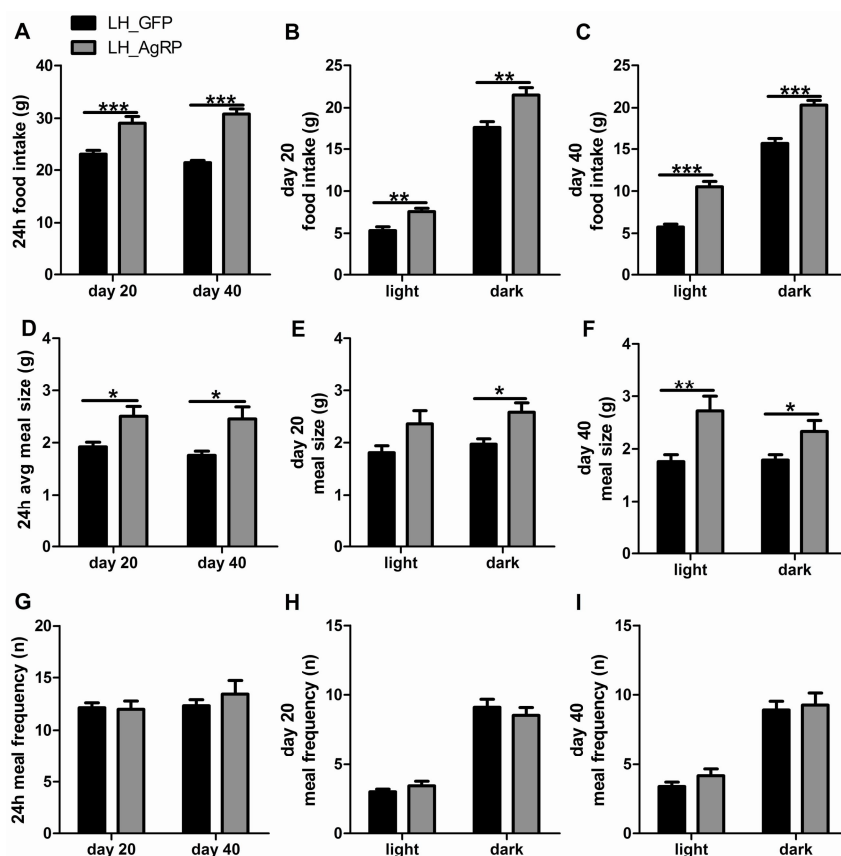 LH_GFP
LH_AgRP
A
24h food intake (g)
40
30
20
10
0
***
***
day 20
day 40
B
day 20
food intake (g)
25
20
15
10
5
0
**
**
light
dark
C
day 40
food intake (g)
25
20
15
10
5
0
***
***
light
dark
D
24h avg meal size (g)
4
3
2
1
0
*
*
day 20
day 40
E
day 20
meal size (g)
4
3
2
1
0
*
light
dark
F
day 40
meal size (g)
4
3
2
1
0
**
*
light
dark
G
24h meal frequency (n)
20
15
10
5
0
day 20
day 40
H
day 20
meal frequency (n)
15
10
5
0
light
dark
I
day 40
meal frequency (n)
15
10
5
0
light
dark